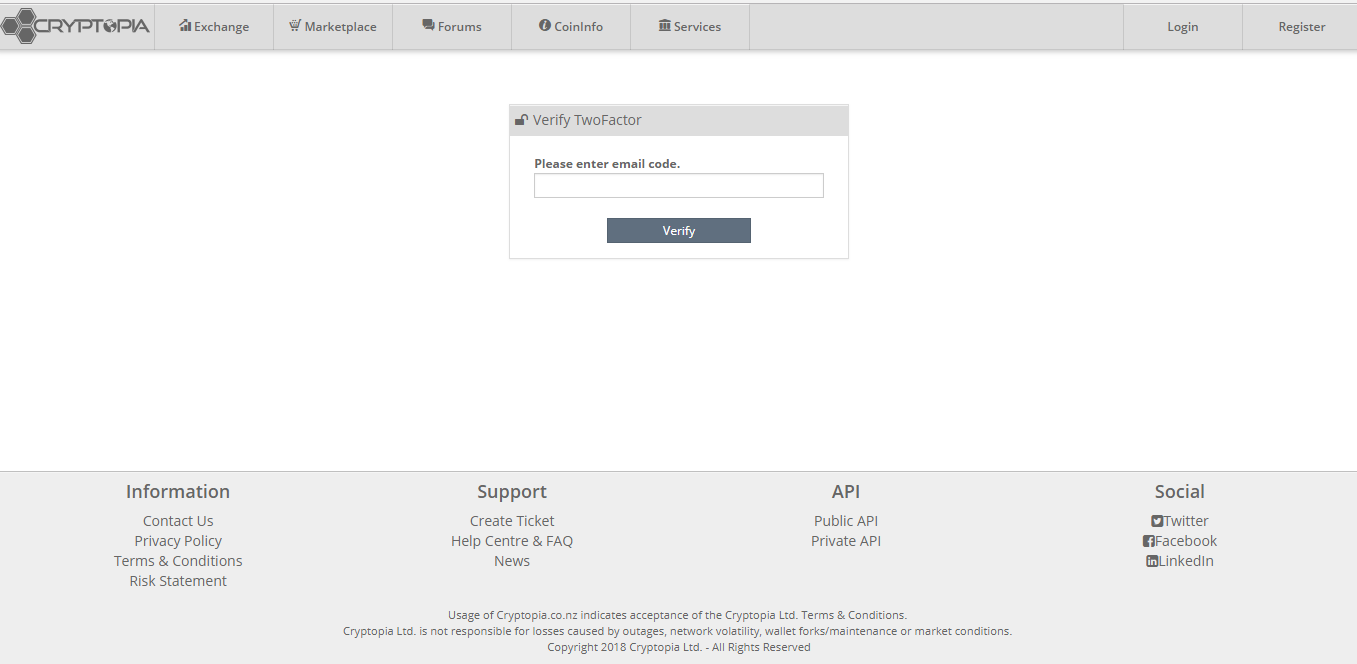 CRYPTOPIA Exchange Marketplace Forums CoinInfo Services Login Register
Verify TwoFactor
Please enter email code.
Verify
Information
Contact Us
Privacy Policy
Terms & Conditions
Risk Statement
Support
Create Ticket
Help Centre & FAQ
News
API
Public API
Private API
Social
Twitter
Facebook
LinkedIn
Usage of Cryptopia.co.nz indicates acceptance of the Cryptopia Ltd. Terms & Conditions.
Cryptopia Ltd. is not responsible for losses caused by outages, network volatility, wallet forks/maintenance or market conditions.
Copyright 2018 Cryptopia Ltd. - All Rights Reserved